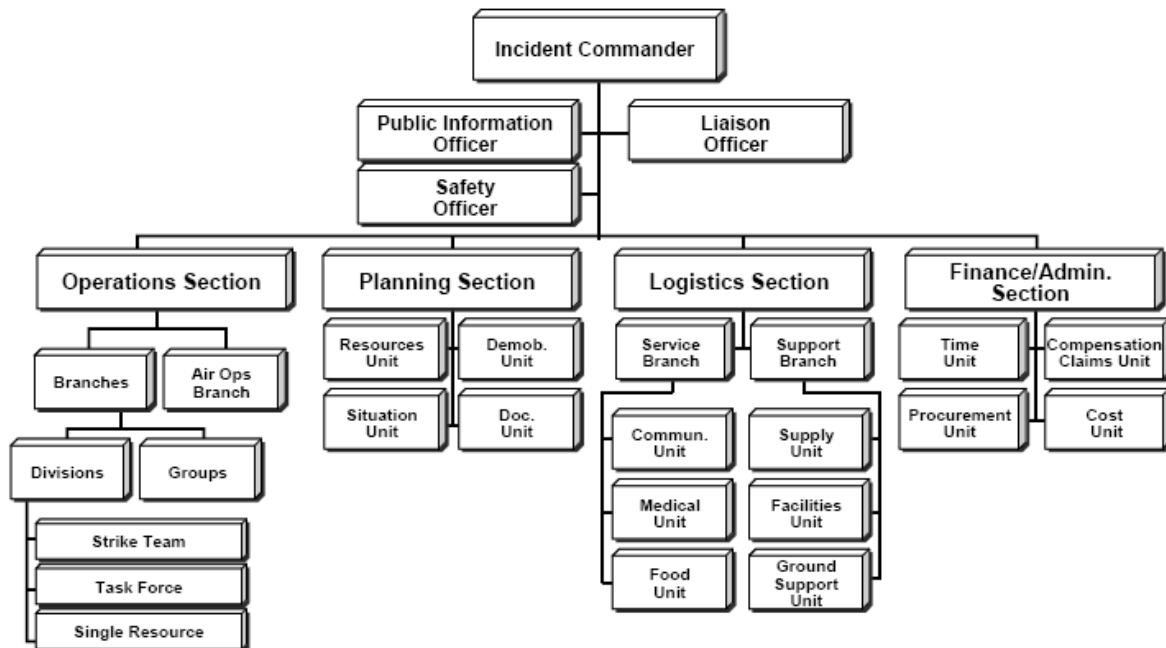 Incident Commander
Public Information
Officer
Liaison
Officer
Safety
Officer
Operations Section
Planning Section
Logistics Section
Finance/Admin.
Section
Branches
Air Ops
Branch
Divisions
Groups
Strike Team
Task Force
Single Resource
Resources
Unit
Demob.
Unit
Situation
Unit
Doc.
Unit
Service
Branch
Support
Branch
Commun.
Unit
Supply
Unit
Medical
Unit
Facilities
Unit
Food
Unit
Ground
Support
Unit
Time
Unit
Compensation
Claims Unit
Procurement
Unit
Cost
Unit